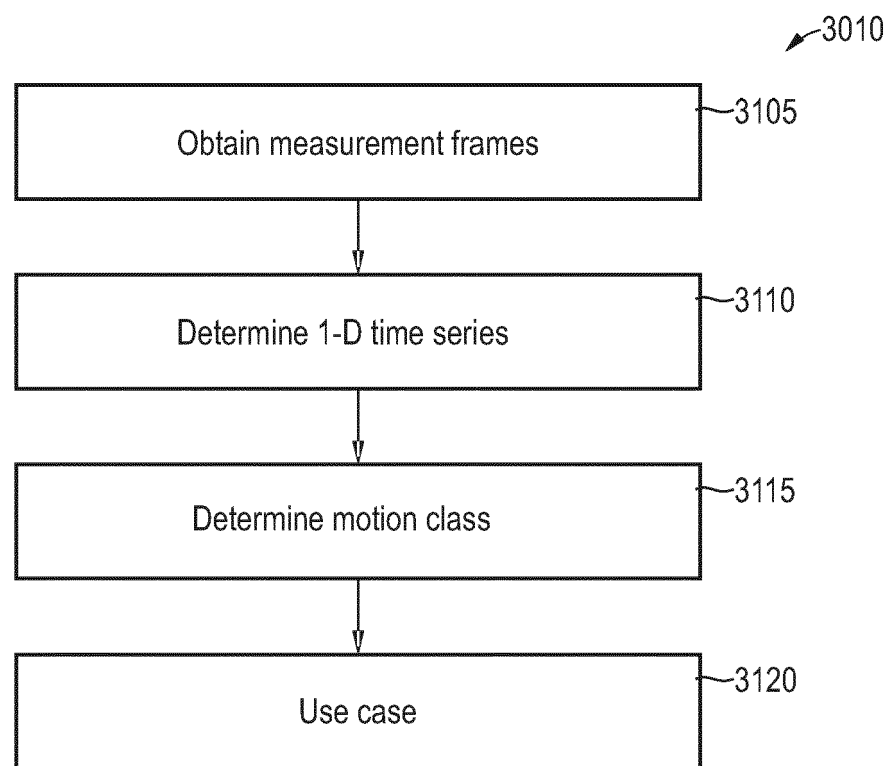 3010
3105
Obtain measurement frames
3110
Determine 1-D time series
3115
Determine motion class
3120
Use case